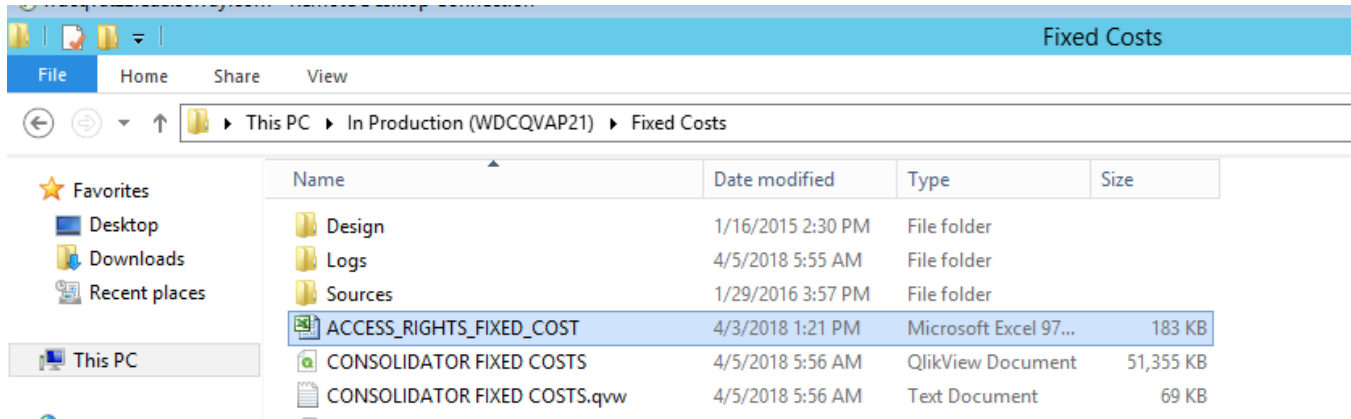 Fixed Costs
File Home Share View
This PC In Production (WDCQVAP21) Fixed Costs
Name Date modified Type Size
Favorites
Desktop
Downloads
Recent places
This PC
Design 1/16/2015 2:30 PM File folder
Logs 4/5/2018 5:55 AM File folder
Sources 1/29/2016 3:57 PM File folder
ACCESS_RIGHTS_FIXED_COST 4/3/2018 1:21 PM Microsoft Excel 97... 183 KB
CONSOLIDATOR FIXED COSTS 4/5/2018 5:56 AM QlikView Document 51,355 KB
CONSOLIDATOR FIXED COSTS.qvw 4/5/2018 5:56 AM Text Document 69 KB